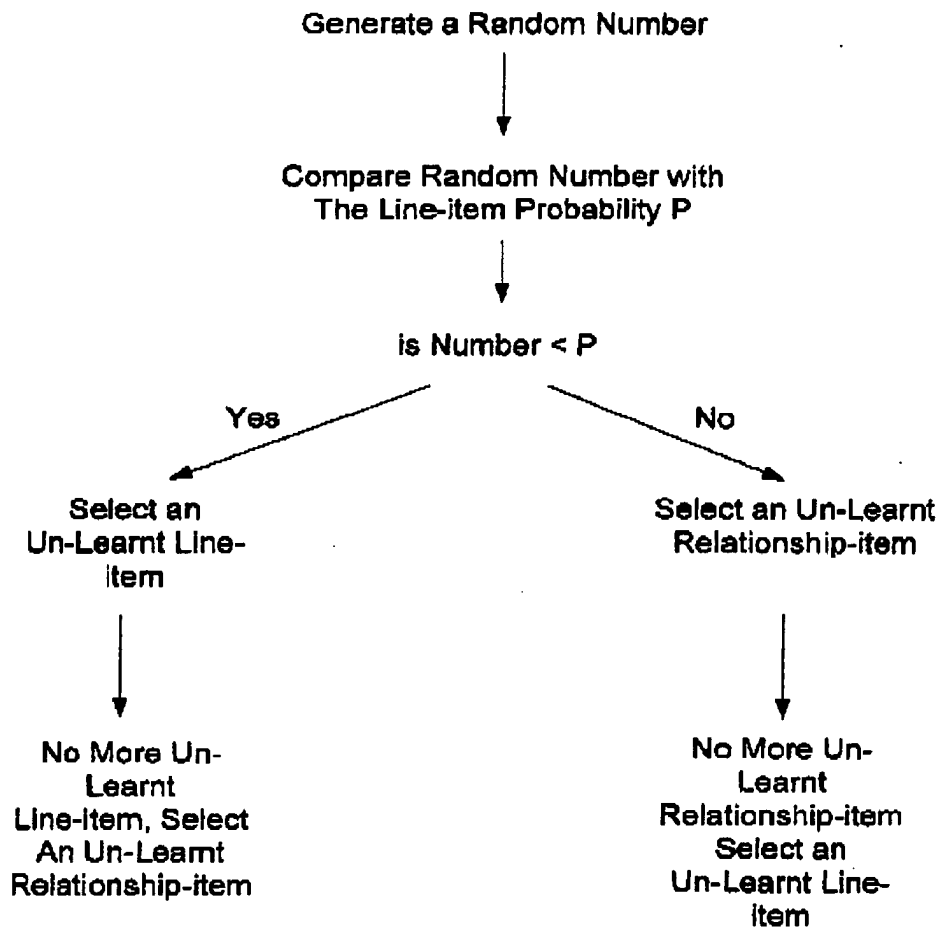 Generate a Random Number
Compare Random Number with
The Line-item Probability P
is Number < P
Yes
No
Select an
Un-Learnt Line-
item
Select an Un-Learnt
Relationship-item
No More Un-
Learnt
Line-item, Select
An Un-Learnt
Relationship-item
No More Un-
Learnt
Relationship-item
Select an
Un-Learnt Line-
item